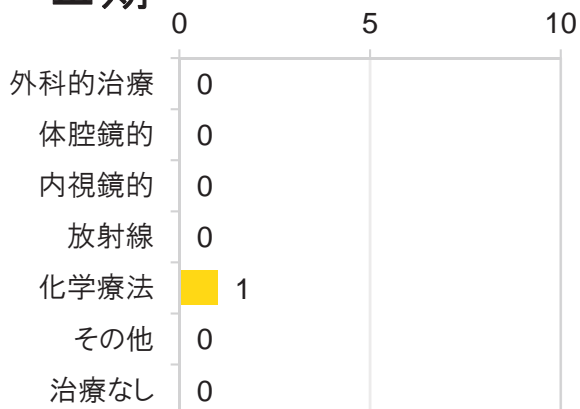 期
0 5 10
外科的治療 0
体腔鏡的 0
内視鏡的 0
放射線 0
化学療法 1
その他 0
治療なし 0